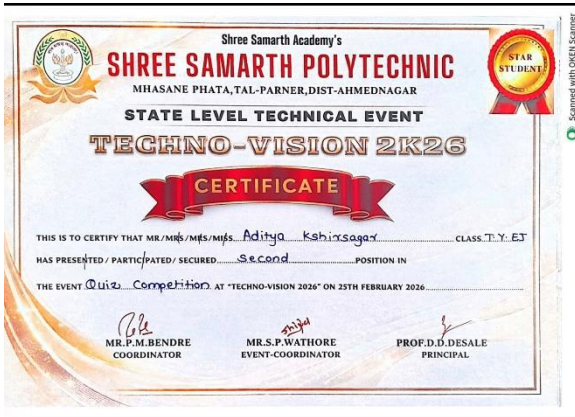 Shree Samarth Academy's
SHREE SAMARTH POLYTECHNIC
MHASANE PHATA,TAL-PARNER,DIST-AHMEDNAGAR
STAR
STUDENT
STATE LEVEL TECHNICAL EVENT
TECHNO-VISION 2K26
CERTIFICATE
THIS IS TO CERTIFY THAT MR/MRS/MRS/MISS. Aditya Kshirsagar CLASS T.Y. EJ
HAS PRESENTED / PARTICIPATED / SECURED Second POSITION IN
THE EVENT Quiz Competition AT "TECHNO-VISION 2026" ON 25TH FEBRUARY 2026
MR.P.M.BENDRE
COORDINATOR
MR.S.P.WATHORE
EVENT-COORDINATOR
PROF.D.D.DESALE
PRINCIPAL
Scanned with OKEN Scanner